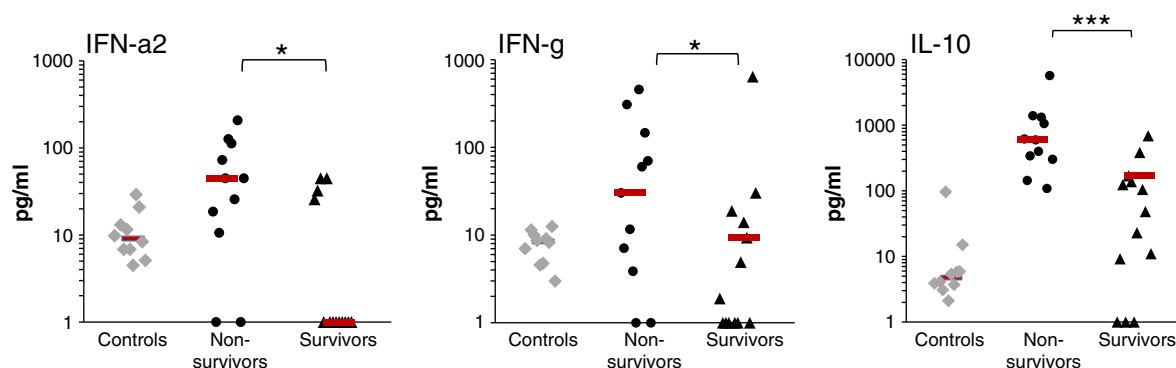 IFN-a2
*
1000
100
10
1
pg/ml
Controls
Non-
survivors
Survivors
IFN-g
*
1000
100
10
1
pg/ml
Controls
Non-
survivors
Survivors
IL-10
***
10000
1000
100
10
1
pg/ml
Controls
Non-
survivors
Survivors